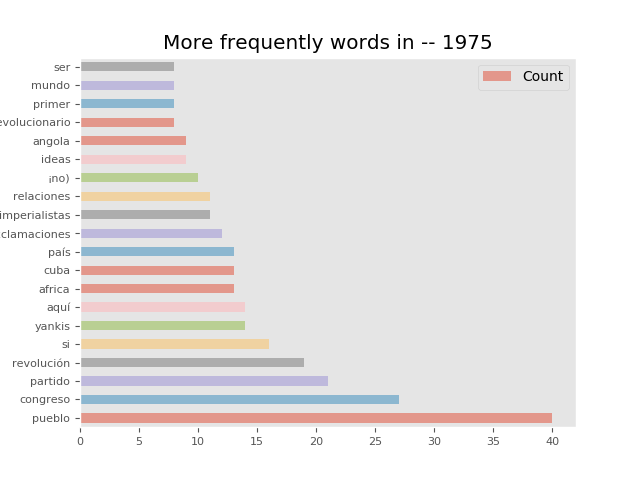 More frequently words in -- 1975
Count
ser
mundo
primer
evolucionario
angola
ideas
¡no)
relaciones
imperialistas
clamaciones
país
cuba
africa
aquí
yankis
si
revolución
partido
congreso
pueblo
0 5 10 15 20 25 30 35 40